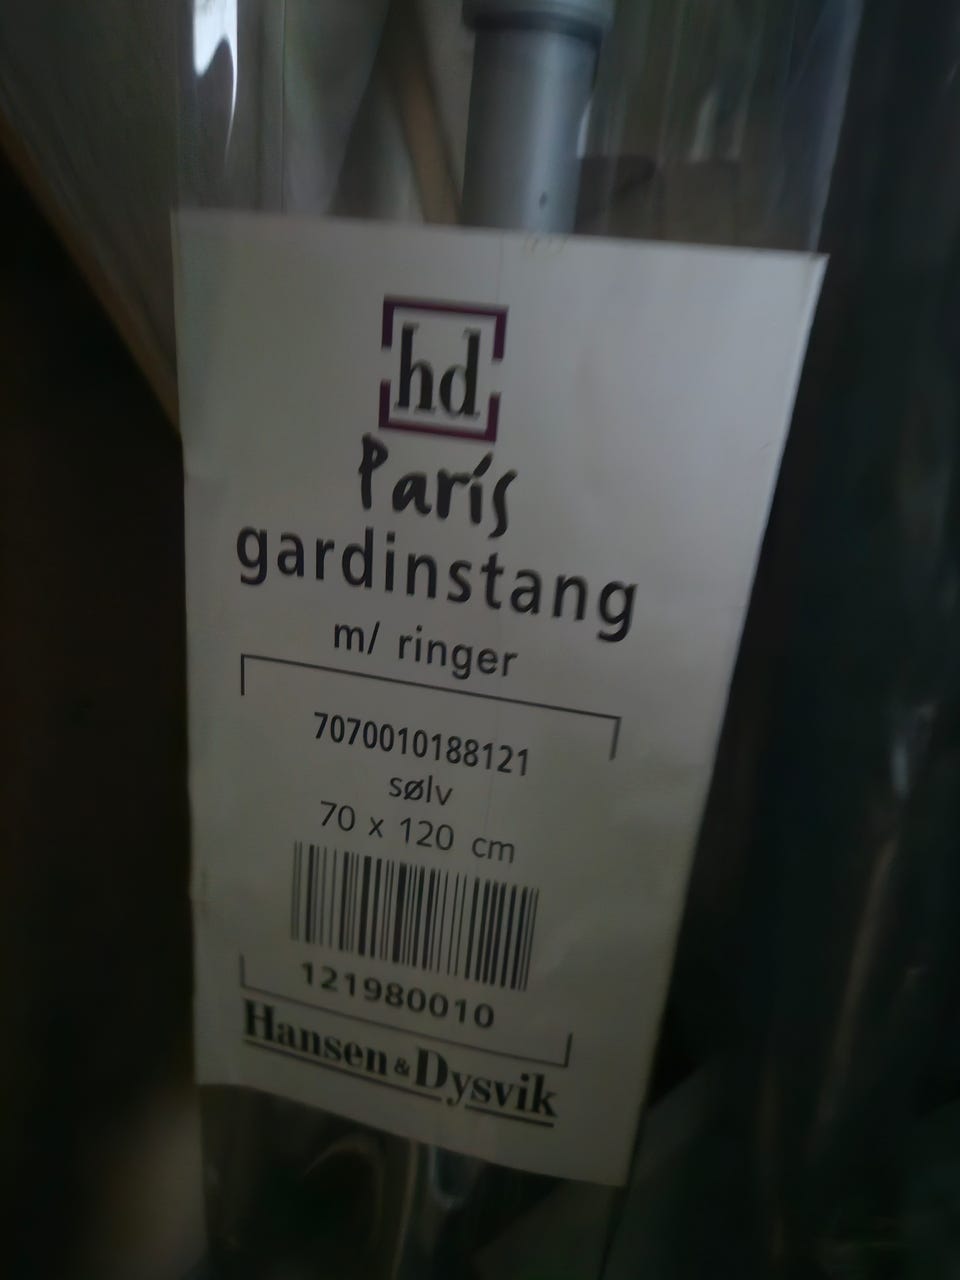 hd
Paris
gardinstang
m/ ringer
7070010188121
sølv
70 x 120 cm
121980010
Hansen & Dysvik